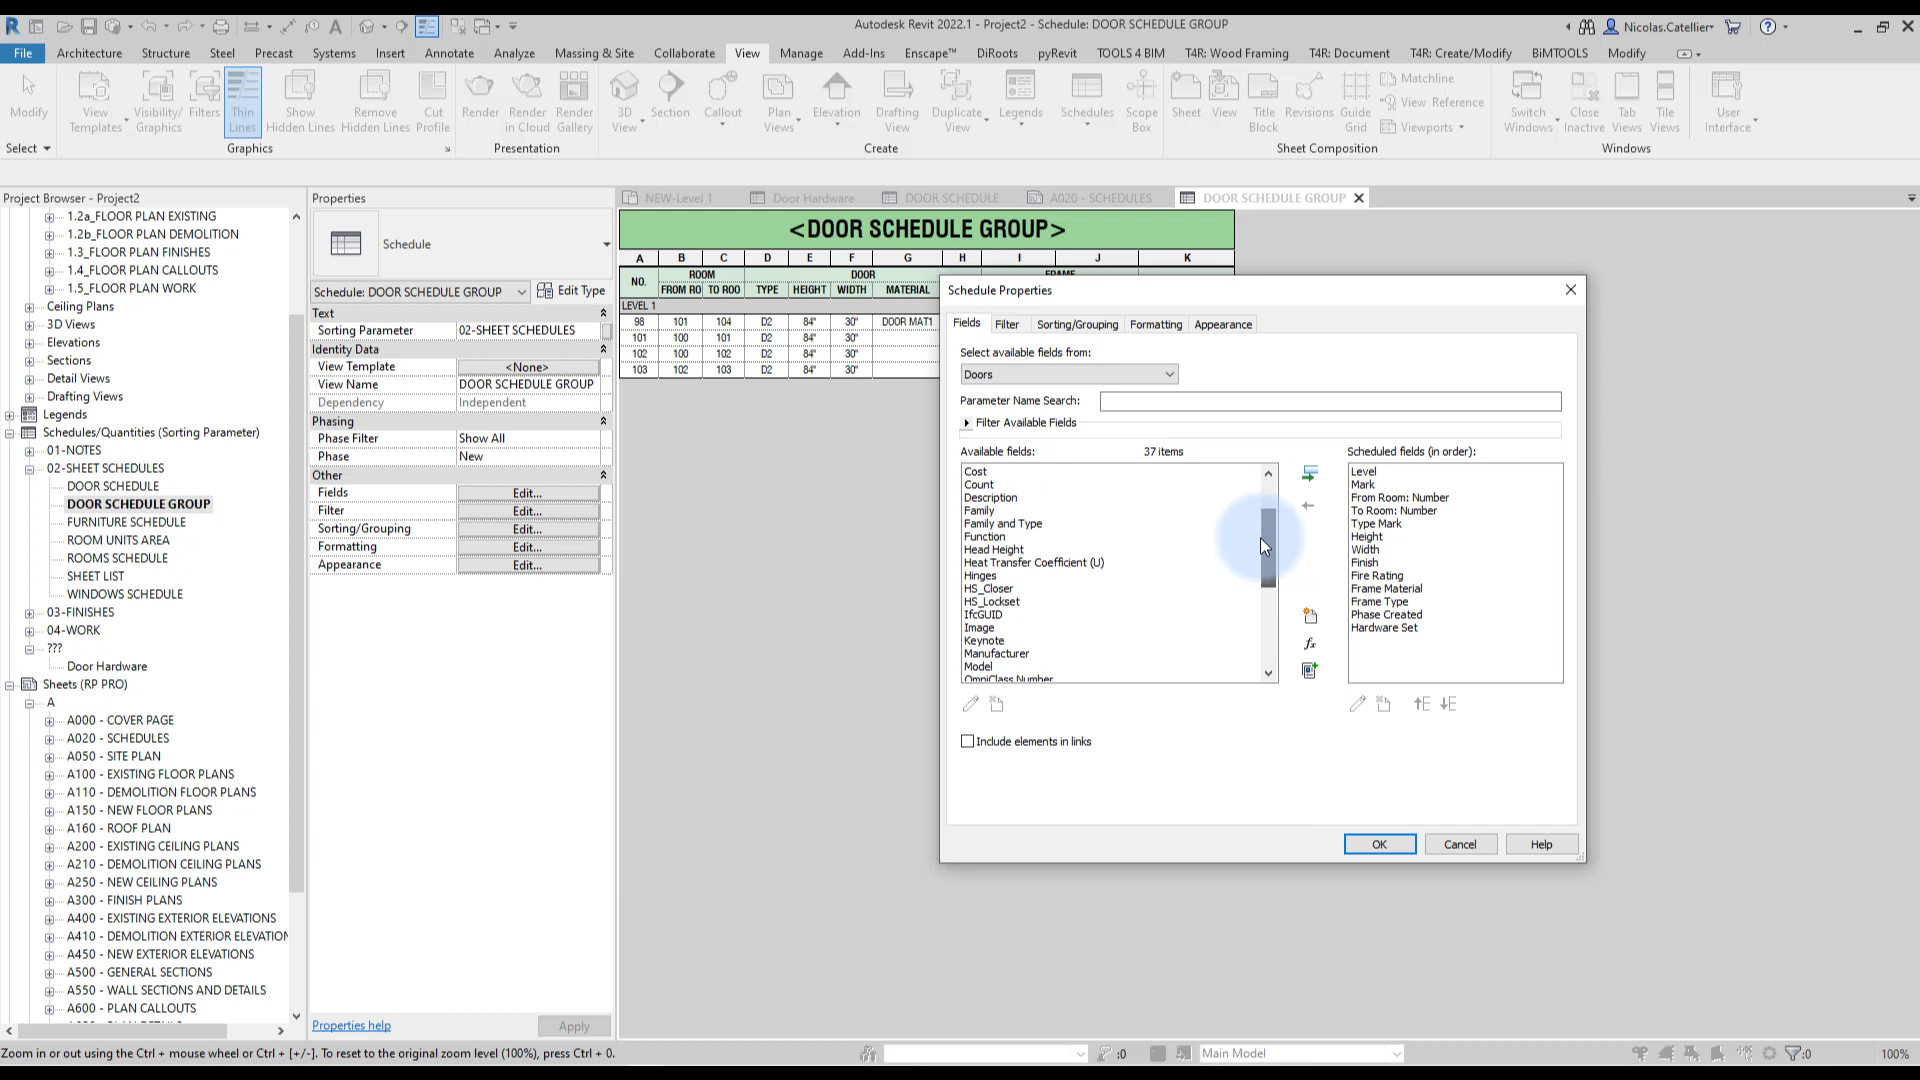 Autodesk Revit 2022.1 - Project2 - Schedule: DOOR SCHEDULE GROUP
Nicolas.Catellier
File Architecture Structure Steel Precast Systems Insert Annotate Analyze Massing & Site Collaborate View Manage Add-Ins Enscape™ DiRoots pyRevit TOOLS 4 BIM T4R: Wood Framing T4R: Document T4R: Create/Modify BiMTOOLS Modify
Modify
View Templates
Visibility/ Graphics
Filters
Thin Lines
Show Hidden Lines
Remove Hidden Lines
Cut Profile
Render
Render in Cloud
Render Gallery
3D View
Section
Callout
Plan Views
Elevation
Drafting View
Duplicate View
Legends
Schedules
Scope Box
Sheet
View
Title Block
Revisions
Guide Grid
Matchline
View Reference
Viewports
Switch Windows
Close Inactive
Tab Views
Tile Views
User Interface
Select Graphics Presentation Create Sheet Composition Windows
Project Browser - Project2
1.2a_FLOOR PLAN EXISTING
1.2b_FLOOR PLAN DEMOLITION
1.3_FLOOR PLAN FINISHES
1.4_FLOOR PLAN CALLOUTS
1.5_FLOOR PLAN WORK
Ceiling Plans
3D Views
Elevations
Sections
Detail Views
Drafting Views
Legends
Schedules/Quantities (Sorting Parameter)
01-NOTES
02-SHEET SCHEDULES
DOOR SCHEDULE
DOOR SCHEDULE GROUP
FURNITURE SCHEDULE
ROOM UNITS AREA
ROOMS SCHEDULE
SHEET LIST
WINDOWS SCHEDULE
03-FINISHES
04-WORK
???
Door Hardware
Sheets (RP PRO)
A
A000 - COVER PAGE
A020 - SCHEDULES
A050 - SITE PLAN
A100 - EXISTING FLOOR PLANS
A110 - DEMOLITION FLOOR PLANS
A150 - NEW FLOOR PLANS
A160 - ROOF PLAN
A200 - EXISTING CEILING PLANS
A210 - DEMOLITION CEILING PLANS
A250 - NEW CEILING PLANS
A300 - FINISH PLANS
A400 - EXISTING EXTERIOR ELEVATIONS
A410 - DEMOLITION EXTERIOR ELEVATION
A450 - NEW EXTERIOR ELEVATIONS
A500 - GENERAL SECTIONS
A550 - WALL SECTIONS AND DETAILS
A600 - PLAN CALLOUTS
Properties
Schedule
Schedule: DOOR SCHEDULE GROUP Edit Type
Text
Sorting Parameter 02-SHEET SCHEDULES
Identity Data
View Template <None>
View Name DOOR SCHEDULE GROUP
Dependency Independent
Phasing
Phase Filter Show All
Phase New
Other
Fields Edit...
Filter Edit...
Sorting/Grouping Edit...
Formatting Edit...
Appearance Edit...
Properties help Apply
NEW-Level 1 Door Hardware DOOR SCHEDULE A020 - SCHEDULES DOOR SCHEDULE GROUP
<DOOR SCHEDULE GROUP>
A B C D E F G H I J K
ROOM DOOR FRAME
NO. FROM RO TO ROO TYPE HEIGHT WIDTH MATERIAL
LEVEL 1
98 101 104 D2 84" 30" DOOR MAT1
101 100 101 D2 84" 30"
102 100 102 D2 84" 30"
103 102 103 D2 84" 30"
Schedule Properties
Fields Filter Sorting/Grouping Formatting Appearance
Select available fields from:
Doors
Parameter Name Search:
Filter Available Fields
Available fields: 37 items
Cost
Count
Description
Family
Family and Type
Function
Head Height
Heat Transfer Coefficient (U)
Hinges
HS_Closer
HS_Lockset
IfcGUID
Image
Keynote
Manufacturer
Model
OmniClass Number
Scheduled fields (in order):
Level
Mark
From Room: Number
To Room: Number
Type Mark
Height
Width
Finish
Fire Rating
Frame Material
Frame Type
Phase Created
Hardware Set
Include elements in links
OK Cancel Help
Zoom in or out using the Ctrl + mouse wheel or Ctrl + [+/-]. To reset to the original zoom level (100%), press Ctrl + 0.
:0
Main Model
:0
100%